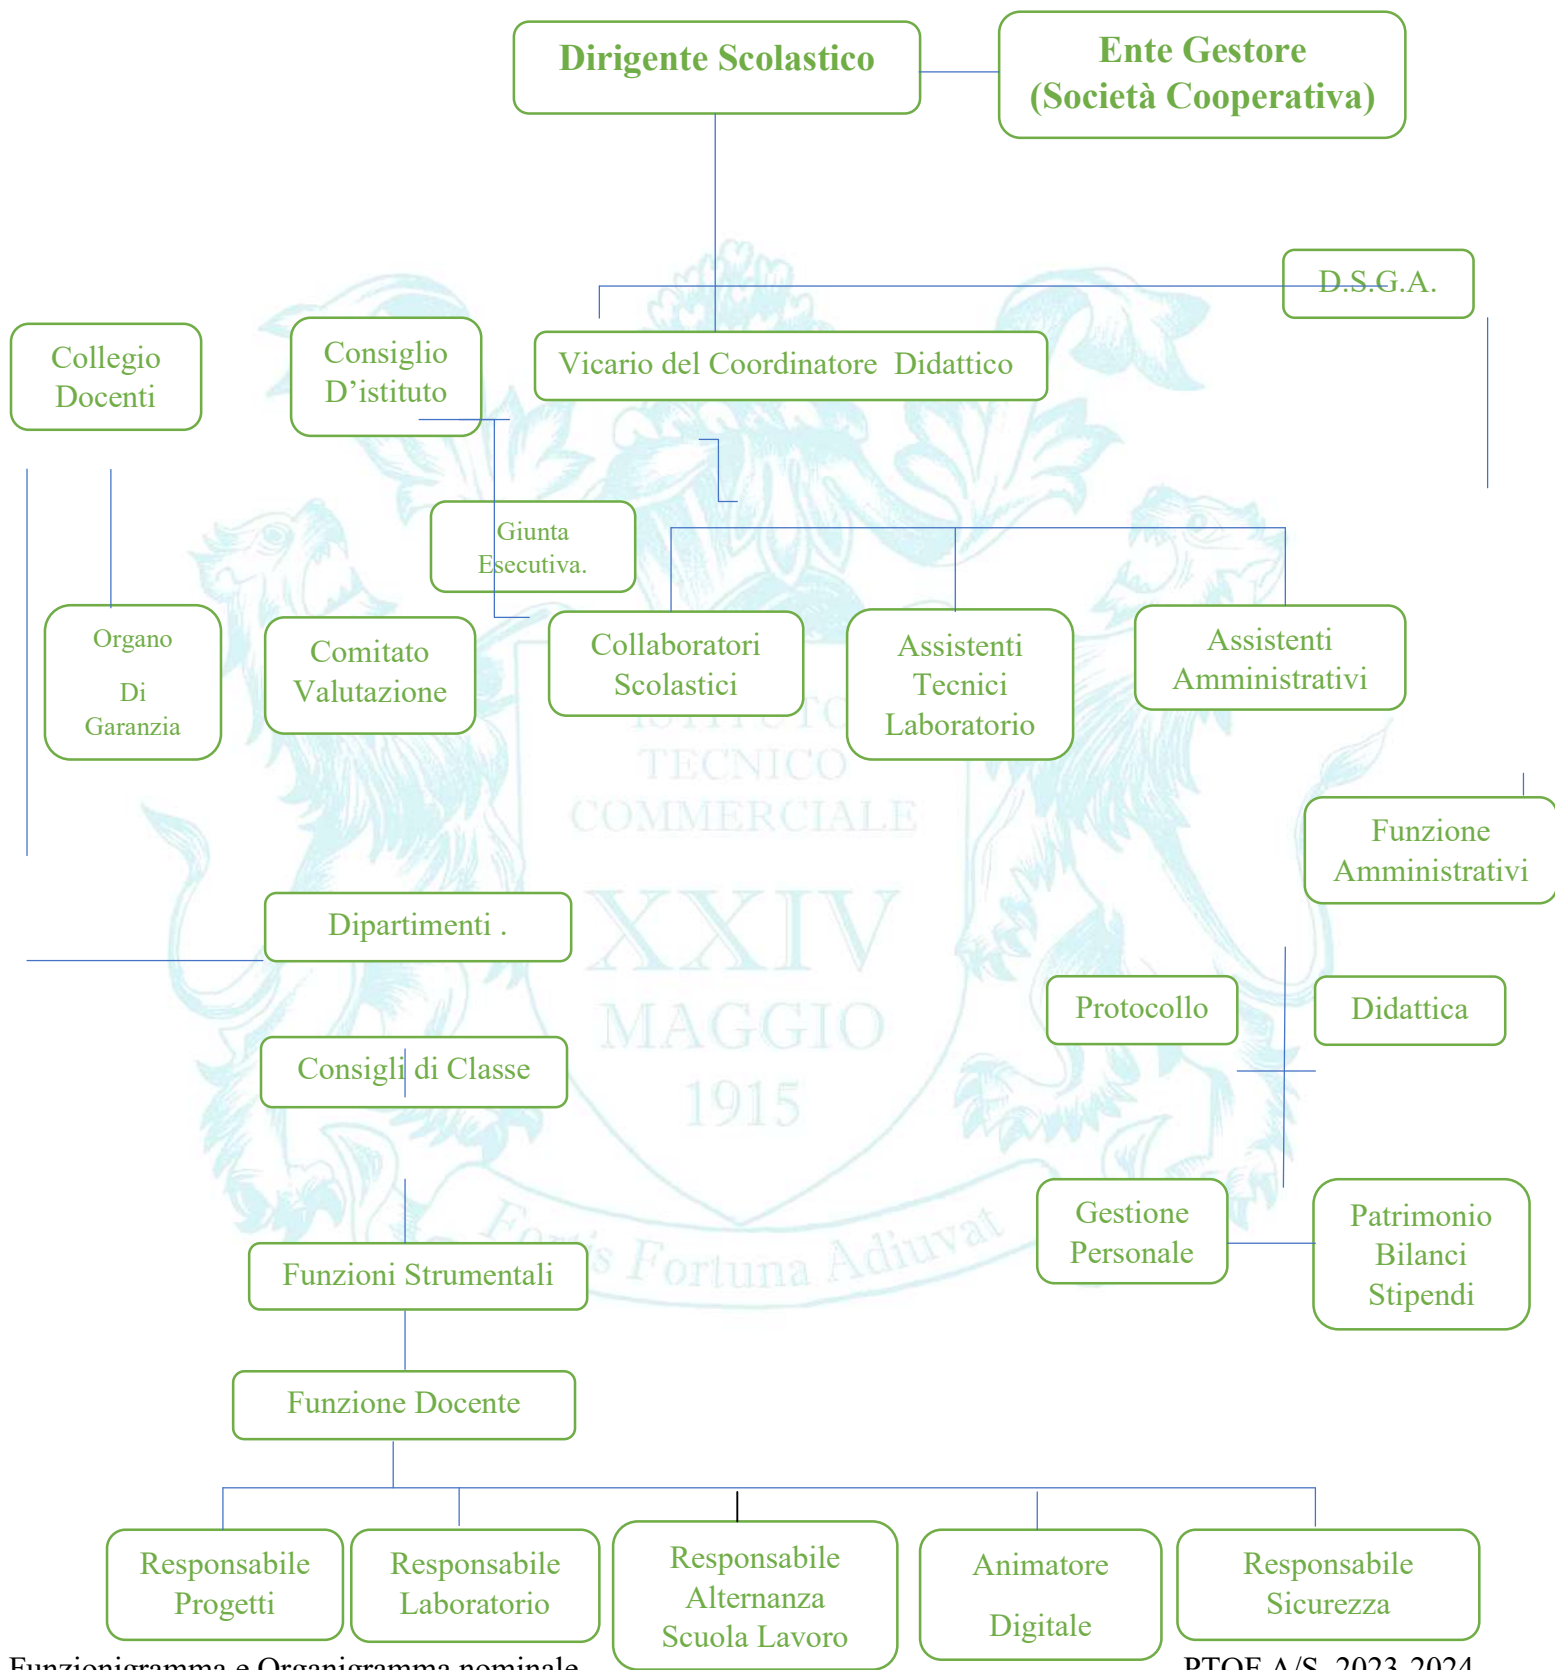 Dirigente Scolastico
Ente Gestore
(Società Cooperativa)
D.S.G.A.
Collegio
Docenti
Consiglio
D’istituto
Vicario del Coordinatore  Didattico
Giunta
Esecutiva.
Organo
Di
Garanzia
Comitato
Valutazione
Collaboratori
Scolastici
Assistenti
Tecnici
Laboratorio
Assistenti
Amministrativi
ISTITUTO
TECNICO
COMMERCIALE
XXIV
MAGGIO
1915
Fortis Fortuna Adiuvat
Funzione
Amministrativi
Dipartimenti .
Protocollo
Didattica
Consigli di Classe
Gestione
Personale
Patrimonio
Bilanci
Stipendi
Funzioni Strumentali
Funzione Docente
Responsabile
Progetti
Responsabile
Laboratorio
Responsabile
Alternanza
Scuola Lavoro
Animatore
Digitale
Responsabile
Sicurezza
Funzionigramma e Organigramma nominale
PTOF A/S  2023-2024